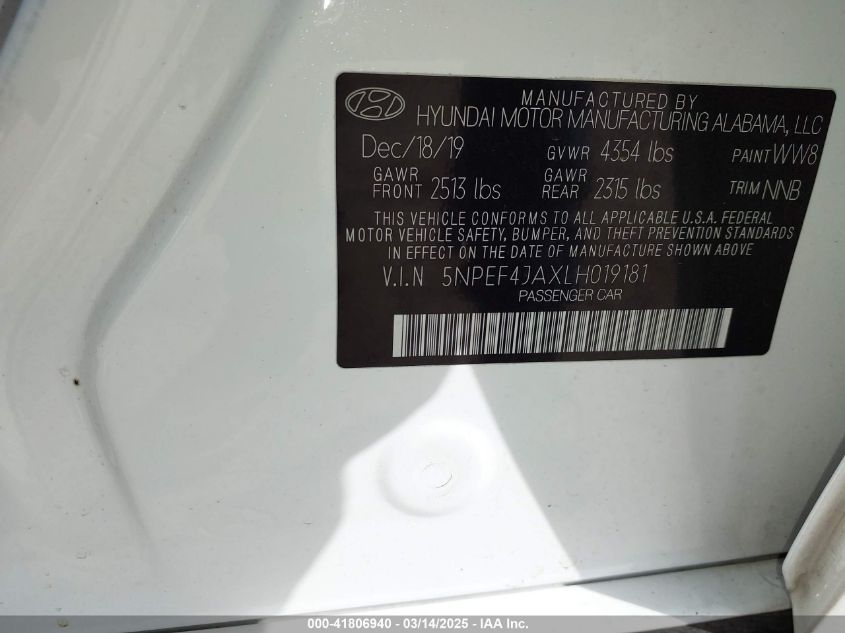 MANUFACTURED BY
HYUNDAI MOTOR MANUFACTURING ALABAMA, LLC
Dec/18/19 GVWR 4354 lbs PAINT WW8
GAWR FRONT 2513 lbs GAWR REAR 2315 lbs TRIM NNB
THIS VEHICLE CONFORMS TO ALL APPLICABLE U.S.A. FEDERAL
MOTOR VEHICLE SAFETY, BUMPER, AND THEFT PREVENTION STANDARDS
IN EFFECT ON THE DATE OF MANUFACTURE SHOWN ABOVE
V.I.N 5NPEF4JAXLH019181
PASSENGER CAR
000-41806940 - 03/14/2025 - IAA Inc.